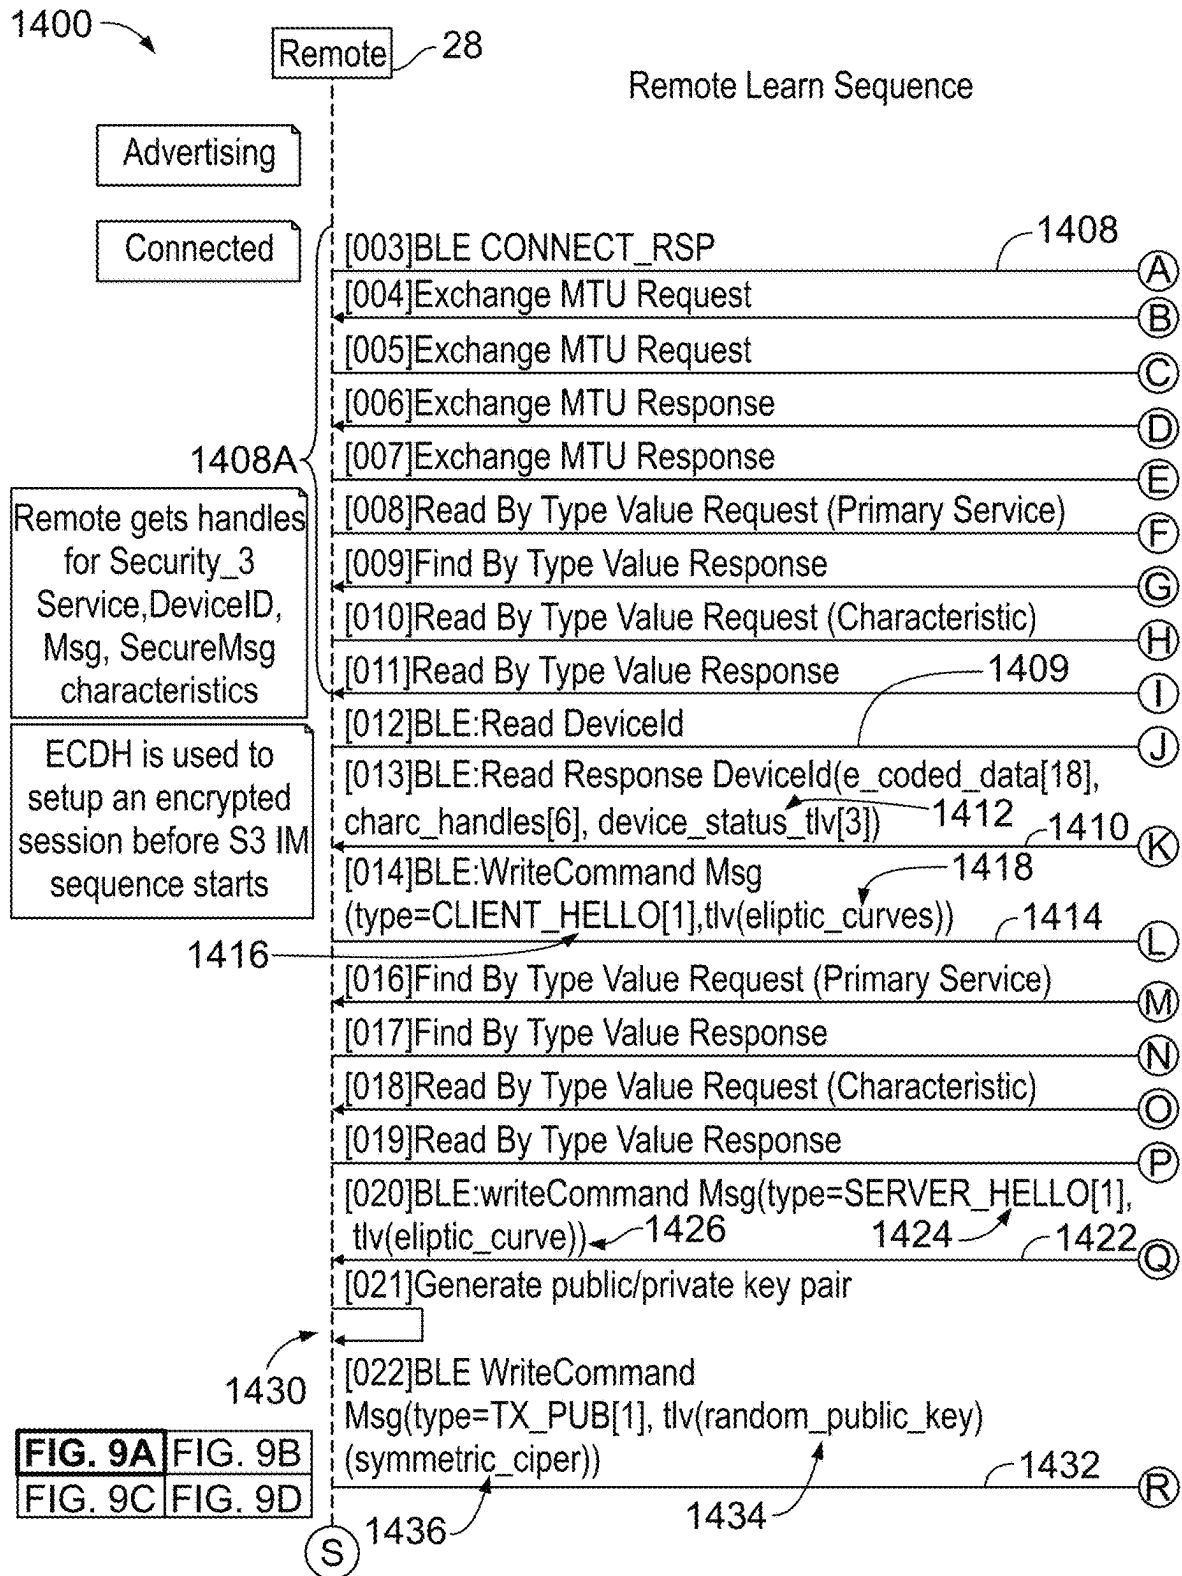 1400
Remote
28
Remote Learn Sequence
Advertising
Connected
[003]BLE CONNECT_RSP
1408
A
[004]Exchange MTU Request
B
[005]Exchange MTU Request
C
[006]Exchange MTU Response
D
1408A
[007]Exchange MTU Response
E
Remote gets handles
for Security_3
Service,DeviceID,
Msg, SecureMsg
characteristics
[008]Read By Type Value Request (Primary Service)
F
[009]Find By Type Value Response
G
[010]Read By Type Value Request (Characteristic)
H
[011]Read By Type Value Response
1409
I
[012]BLE:Read DeviceId
J
ECDH is used to
setup an encrypted
session before S3 IM
sequence starts
[013]BLE:Read Response DeviceId(e_coded_data[18],
charc_handles[6], device_status_tlv[3])
1412
1410
K
[014]BLE:WriteCommand Msg
1418
(type=CLIENT_HELLO[1],tlv(eliptic_curves))
1414
1416
L
[016]Find By Type Value Request (Primary Service)
M
[017]Find By Type Value Response
N
[018]Read By Type Value Request (Characteristic)
O
[019]Read By Type Value Response
P
[020]BLE:writeCommand Msg(type=SERVER_HELLO[1],
tlv(eliptic_curve))
1426
1424
1422
Q
[021]Generate public/private key pair
1430
[022]BLE WriteCommand
Msg(type=TX_PUB[1], tlv(random_public_key)
(symmetric_ciper))
1432
R
1436
1434
FIG. 9A FIG. 9B
FIG. 9C FIG. 9D
S